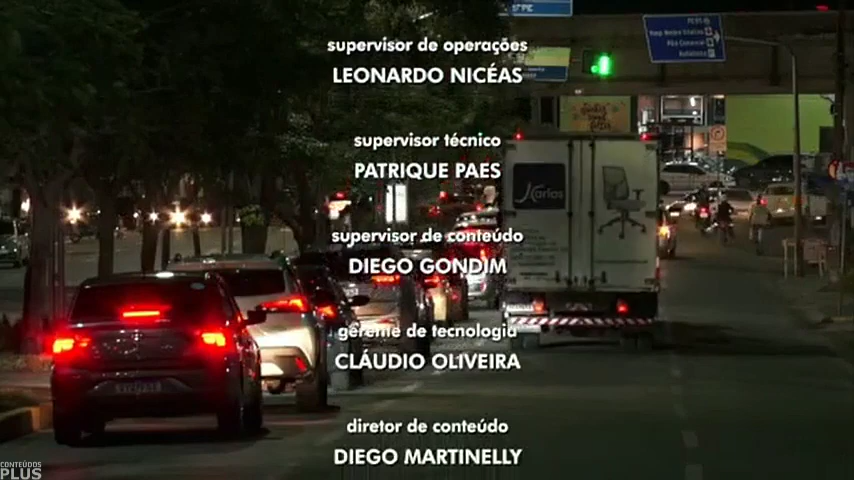 supervisor de operações
LEONARDO NICÉAS
supervisor técnico
PATRIQUE PAES
supervisor de conteúdo
DIEGO GONDIM
gerente de tecnologia
CLÁUDIO OLIVEIRA
diretor de conteúdo
DIEGO MARTINELLY
JCarlos
CONTEÚDOS
PLUS